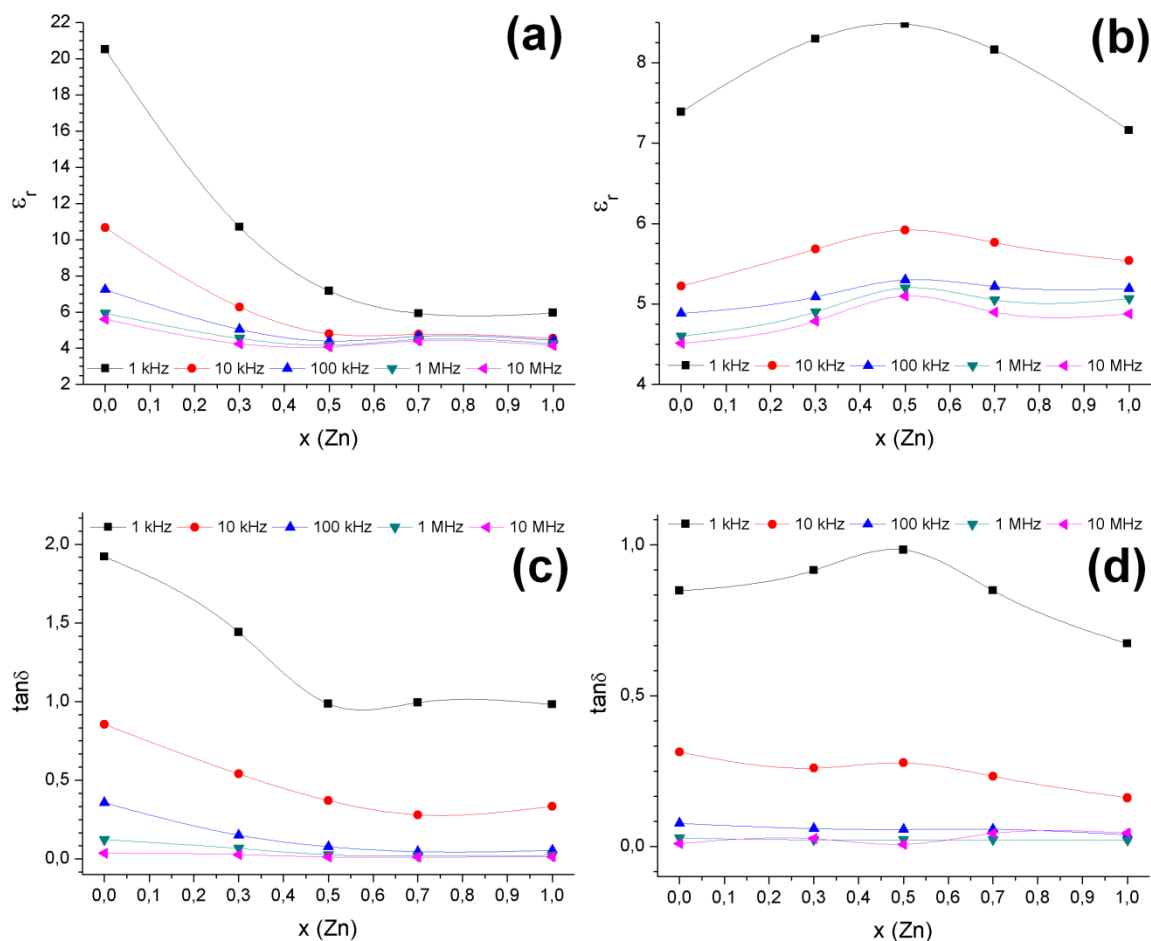 (a)
22
20
18
16
14
12
10
8
6
4
2
εr
1 kHz 10 kHz 100 kHz 1 MHz 10 MHz
0,0 0,1 0,2 0,3 0,4 0,5 0,6 0,7 0,8 0,9 1,0
x (Zn)
(b)
8
7
6
5
4
εr
1 kHz 10 kHz 100 kHz 1 MHz 10 MHz
0,0 0,1 0,2 0,3 0,4 0,5 0,6 0,7 0,8 0,9 1,0
x (Zn)
1 kHz 10 kHz 100 kHz 1 MHz 10 MHz
(c)
2,0
1,5
1,0
0,5
0,0
tanδ
0,0 0,1 0,2 0,3 0,4 0,5 0,6 0,7 0,8 0,9 1,0
x (Zn)
1 kHz 10 kHz 100 kHz 1 MHz 10 MHz
(d)
1,0
0,5
0,0
tanδ
0,0 0,1 0,2 0,3 0,4 0,5 0,6 0,7 0,8 0,9 1,0
x (Zn)